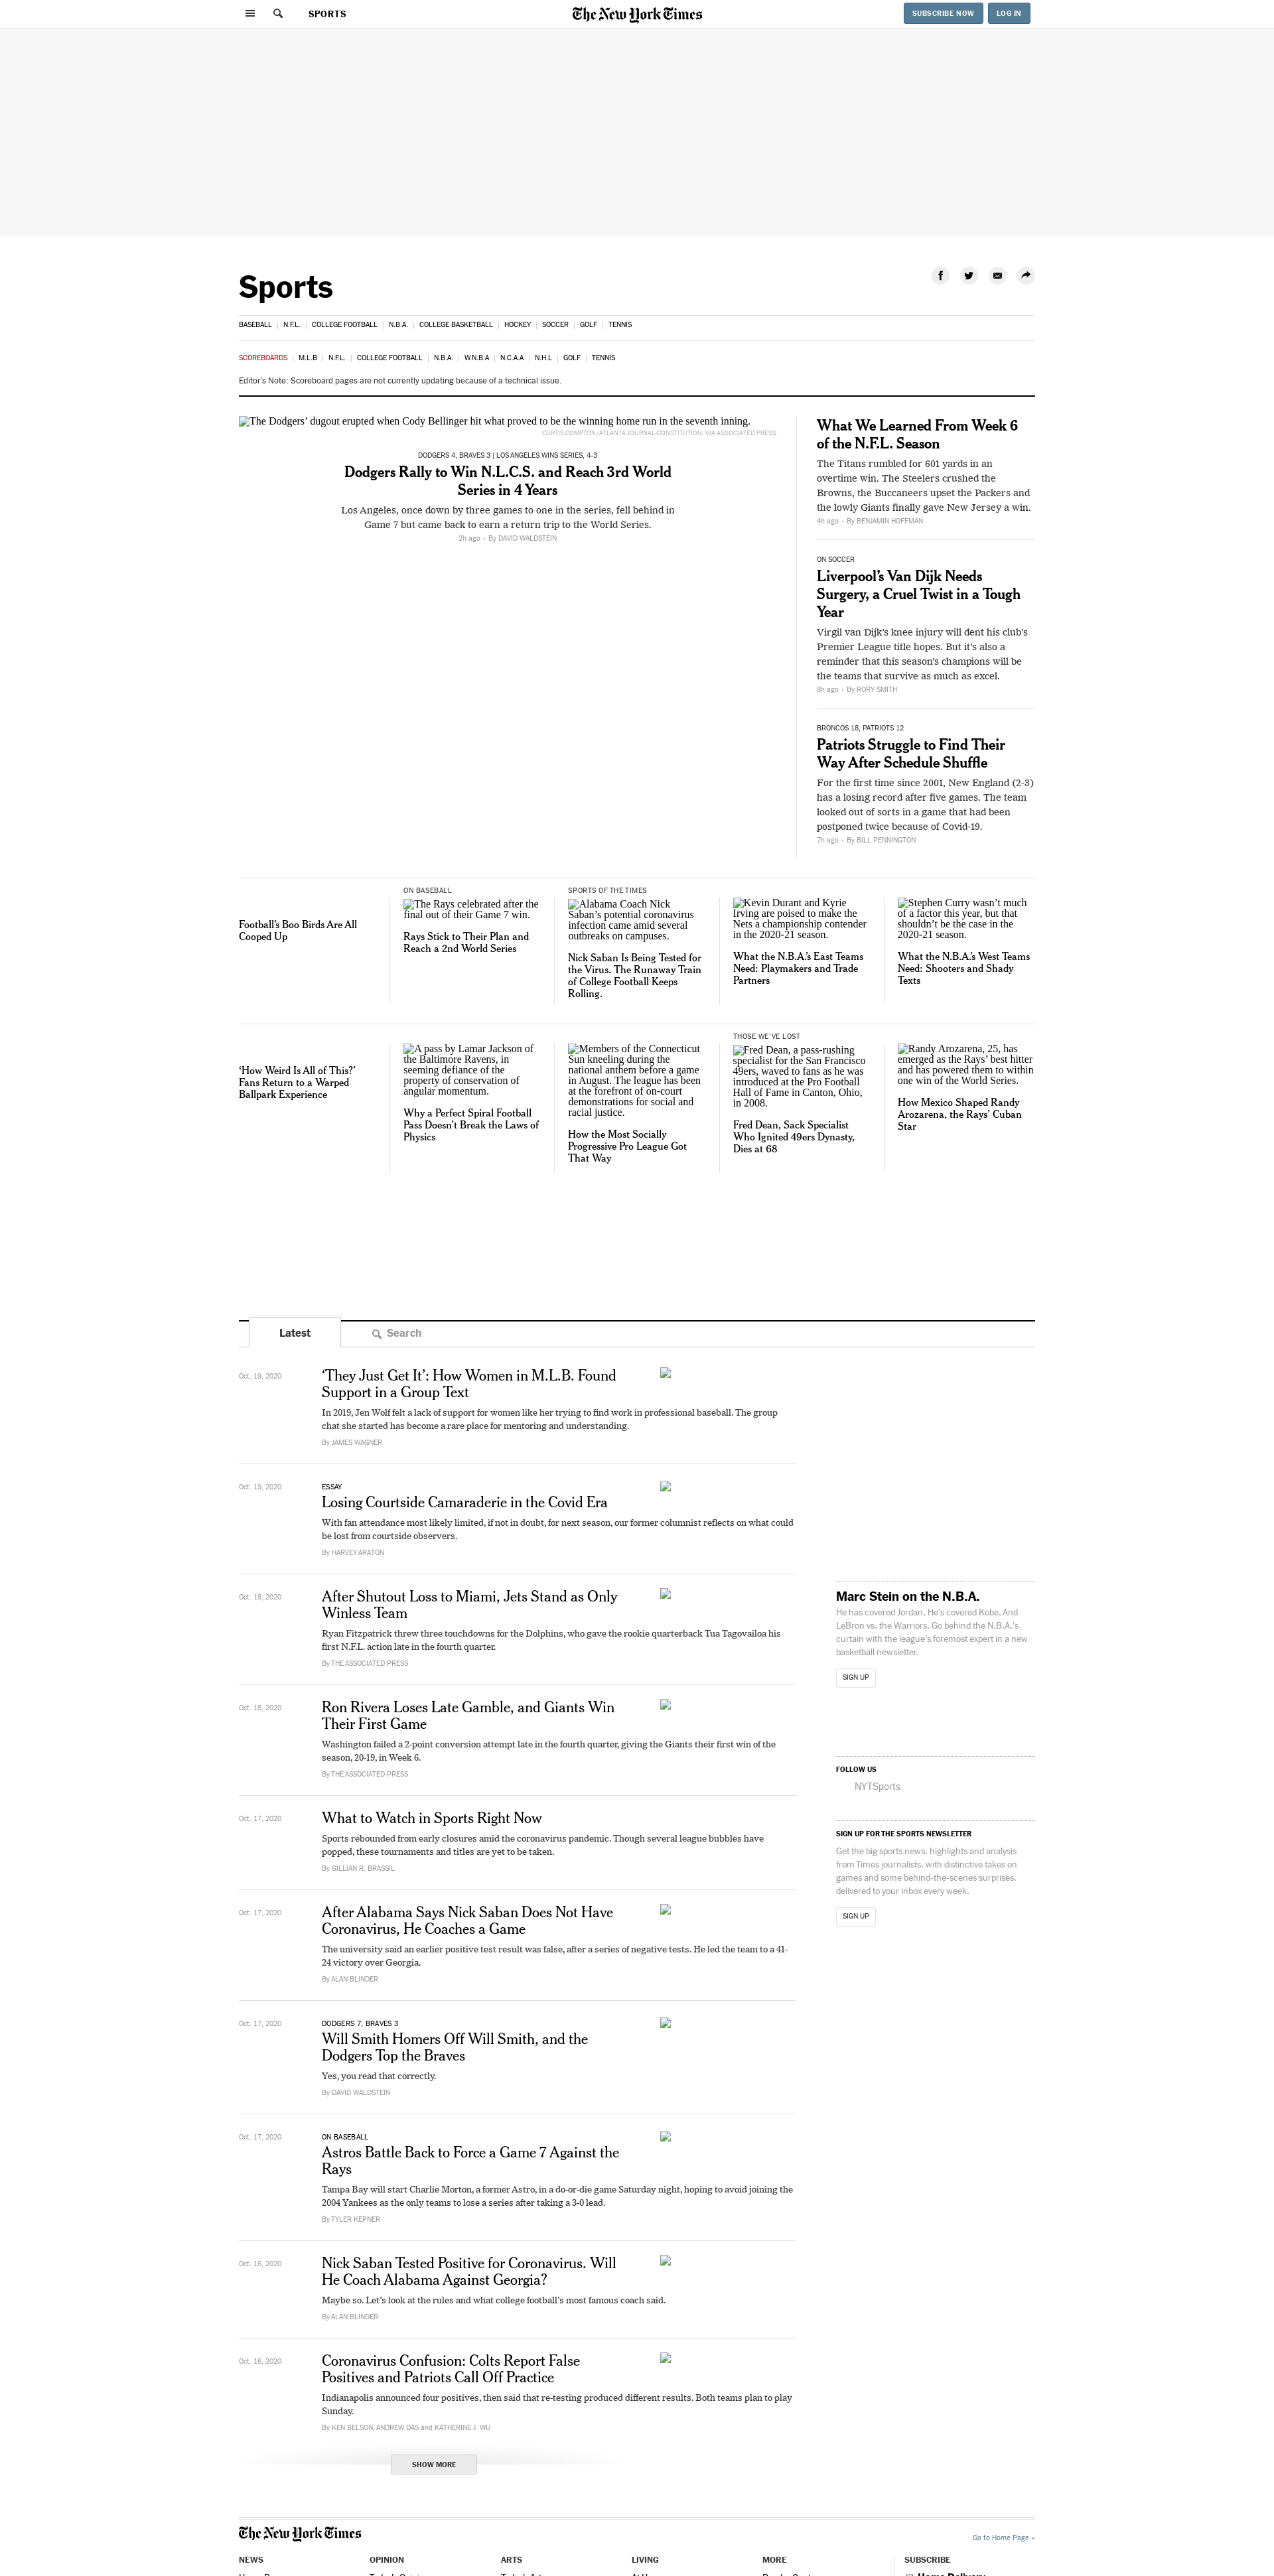 SPORTS
The New York Times
SUBSCRIBE NOW
LOG IN
Sports
BASEBALL
N.F.L.
COLLEGE FOOTBALL
N.B.A.
COLLEGE BASKETBALL
HOCKEY
SOCCER
GOLF
TENNIS
SCOREBOARDS
M.L.B
N.F.L.
COLLEGE FOOTBALL
N.B.A.
W.N.B.A
N.C.A.A
N.H.L
GOLF
TENNIS
Editor's Note: Scoreboard pages are not currently updating because of a technical issue.
The Dodgers’ dugout erupted when Cody Bellinger hit what proved to be the winning home run in the seventh inning.
CURTIS COMPTON/ATLANTA JOURNAL-CONSTITUTION, VIA ASSOCIATED PRESS
DODGERS 4, BRAVES 3 | LOS ANGELES WINS SERIES, 4-3
Dodgers Rally to Win N.L.C.S. and Reach 3rd World
Series in 4 Years
Los Angeles, once down by three games to one in the series, fell behind in
Game 7 but came back to earn a return trip to the World Series.
2h ago • By DAVID WALDSTEIN
What We Learned From Week 6
of the N.F.L. Season
The Titans rumbled for 601 yards in an
overtime win. The Steelers crushed the
Browns, the Buccaneers upset the Packers and
the lowly Giants finally gave New Jersey a win.
4h ago • By BENJAMIN HOFFMAN
ON SOCCER
Liverpool’s Van Dijk Needs
Surgery, a Cruel Twist in a Tough
Year
Virgil van Dijk’s knee injury will dent his club’s
Premier League title hopes. But it’s also a
reminder that this season’s champions will be
the teams that survive as much as excel.
8h ago • By RORY SMITH
BRONCOS 18, PATRIOTS 12
Patriots Struggle to Find Their
Way After Schedule Shuffle
For the first time since 2001, New England (2-3)
has a losing record after five games. The team
looked out of sorts in a game that had been
postponed twice because of Covid-19.
7h ago • By BILL PENNINGTON
Football’s Boo Birds Are All
Cooped Up
ON BASEBALL
The Rays celebrated after the
final out of their Game 7 win.
Rays Stick to Their Plan and
Reach a 2nd World Series
SPORTS OF THE TIMES
Alabama Coach Nick
Saban’s potential coronavirus
infection came amid several
outbreaks on campuses.
Nick Saban Is Being Tested for
the Virus. The Runaway Train
of College Football Keeps
Rolling.
Kevin Durant and Kyrie
Irving are poised to make the
Nets a championship contender
in the 2020-21 season.
What the N.B.A.’s East Teams
Need: Playmakers and Trade
Partners
Stephen Curry wasn’t much
of a factor this year, but that
shouldn’t be the case in the
2020-21 season.
What the N.B.A.’s West Teams
Need: Shooters and Shady
Texts
‘How Weird Is All of This?’
Fans Return to a Warped
Ballpark Experience
A pass by Lamar Jackson of
the Baltimore Ravens, in
seeming defiance of the
property of conservation of
angular momentum.
Why a Perfect Spiral Football
Pass Doesn’t Break the Laws of
Physics
Members of the Connecticut
Sun kneeling during the
national anthem before a game
in August. The league has been
at the forefront of on-court
demonstrations for social and
racial justice.
How the Most Socially
Progressive Pro League Got
That Way
THOSE WE’VE LOST
Fred Dean, a pass-rushing
specialist for the San Francisco
49ers, waved to fans as he was
introduced at the Pro Football
Hall of Fame in Canton, Ohio,
in 2008.
Fred Dean, Sack Specialist
Who Ignited 49ers Dynasty,
Dies at 68
Randy Arozarena, 25, has
emerged as the Rays’ best hitter
and has powered them to within
one win of the World Series.
How Mexico Shaped Randy
Arozarena, the Rays’ Cuban
Star
Latest
Search
Oct. 19, 2020
‘They Just Get It’: How Women in M.L.B. Found
Support in a Group Text
In 2019, Jen Wolf felt a lack of support for women like her trying to find work in professional baseball. The group
chat she started has become a rare place for mentoring and understanding.
By JAMES WAGNER
Oct. 19, 2020
ESSAY
Losing Courtside Camaraderie in the Covid Era
With fan attendance most likely limited, if not in doubt, for next season, our former columnist reflects on what could
be lost from courtside observers.
By HARVEY ARATON
Oct. 18, 2020
After Shutout Loss to Miami, Jets Stand as Only
Winless Team
Ryan Fitzpatrick threw three touchdowns for the Dolphins, who gave the rookie quarterback Tua Tagovailoa his
first N.F.L. action late in the fourth quarter.
By THE ASSOCIATED PRESS
Oct. 18, 2020
Ron Rivera Loses Late Gamble, and Giants Win
Their First Game
Washington failed a 2-point conversion attempt late in the fourth quarter, giving the Giants their first win of the
season, 20-19, in Week 6.
By THE ASSOCIATED PRESS
Oct. 17, 2020
What to Watch in Sports Right Now
Sports rebounded from early closures amid the coronavirus pandemic. Though several league bubbles have
popped, these tournaments and titles are yet to be taken.
By GILLIAN R. BRASSIL
Oct. 17, 2020
After Alabama Says Nick Saban Does Not Have
Coronavirus, He Coaches a Game
The university said an earlier positive test result was false, after a series of negative tests. He led the team to a 41-
24 victory over Georgia.
By ALAN BLINDER
Oct. 17, 2020
DODGERS 7, BRAVES 3
Will Smith Homers Off Will Smith, and the
Dodgers Top the Braves
Yes, you read that correctly.
By DAVID WALDSTEIN
Oct. 17, 2020
ON BASEBALL
Astros Battle Back to Force a Game 7 Against the
Rays
Tampa Bay will start Charlie Morton, a former Astro, in a do-or-die game Saturday night, hoping to avoid joining the
2004 Yankees as the only teams to lose a series after taking a 3-0 lead.
By TYLER KEPNER
Oct. 16, 2020
Nick Saban Tested Positive for Coronavirus. Will
He Coach Alabama Against Georgia?
Maybe so. Let’s look at the rules and what college football’s most famous coach said.
By ALAN BLINDER
Oct. 16, 2020
Coronavirus Confusion: Colts Report False
Positives and Patriots Call Off Practice
Indianapolis announced four positives, then said that re-testing produced different results. Both teams plan to play
Sunday.
By KEN BELSON, ANDREW DAS and KATHERINE J. WU
SHOW MORE
Marc Stein on the N.B.A.
He has covered Jordan. He's covered Kobe. And
LeBron vs. the Warriors. Go behind the N.B.A.'s
curtain with the league's foremost expert in a new
basketball newsletter.
SIGN UP
FOLLOW US
NYTSports
SIGN UP FOR THE SPORTS NEWSLETTER
Get the big sports news, highlights and analysis
from Times journalists, with distinctive takes on
games and some behind-the-scenes surprises,
delivered to your inbox every week.
SIGN UP
The New York Times
Go to Home Page »
NEWS
OPINION
ARTS
LIVING
MORE
SUBSCRIBE